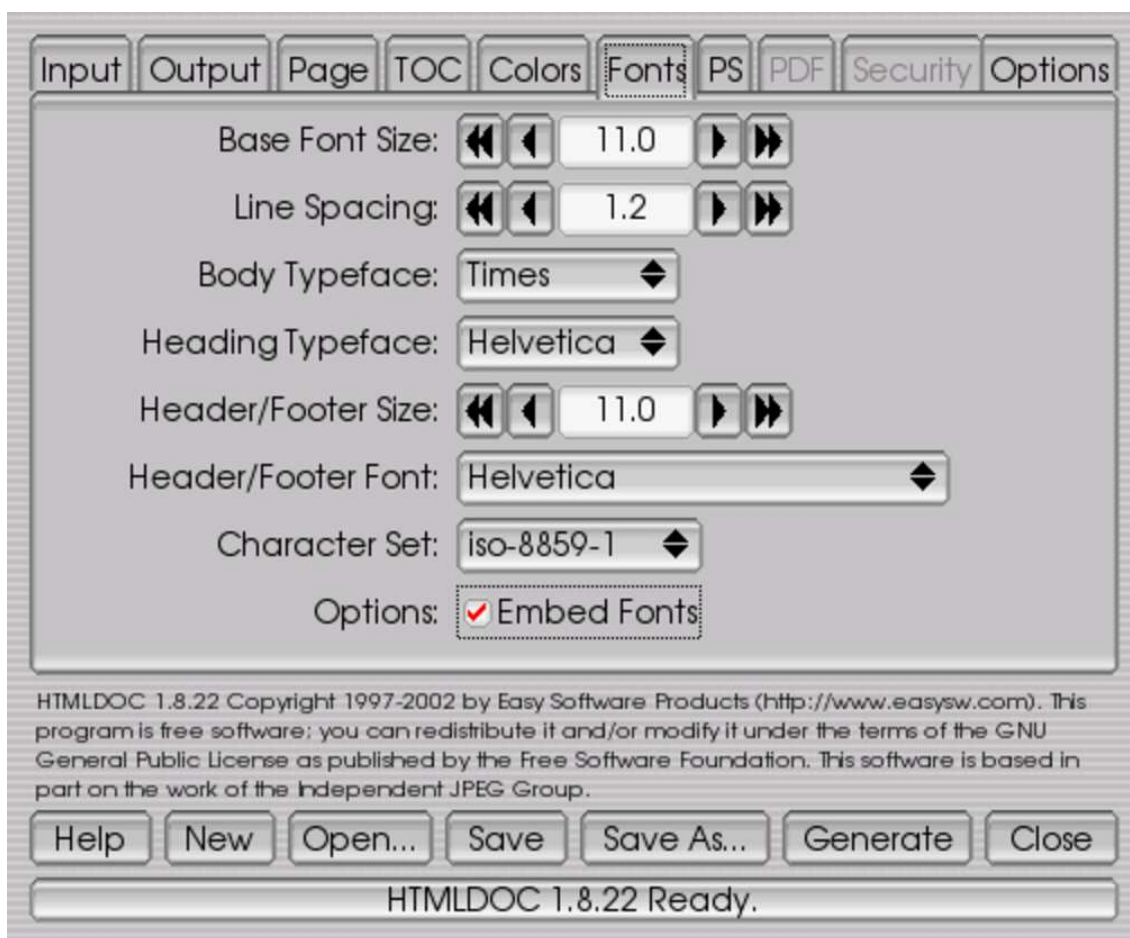 Input Output Page TOC Colors Fonts PS PDF Security Options
Base Font Size: 11.0
Line Spacing: 1.2
Body Typeface: Times
Heading Typeface: Helvetica
Header/Footer Size: 11.0
Header/Footer Font: Helvetica
Character Set: iso-8859-1
Options: Embed Fonts
HTMLDOC 1.8.22 Copyright 1997-2002 by Easy Software Products (http://www.easysw.com). This
program is free software; you can redistribute it and/or modify it under the terms of the GNU
General Public License as published by the Free Software Foundation. This software is based in
part on the work of the Independent JPEG Group.
Help New Open... Save Save As... Generate Close
HTMLDOC 1.8.22 Ready.